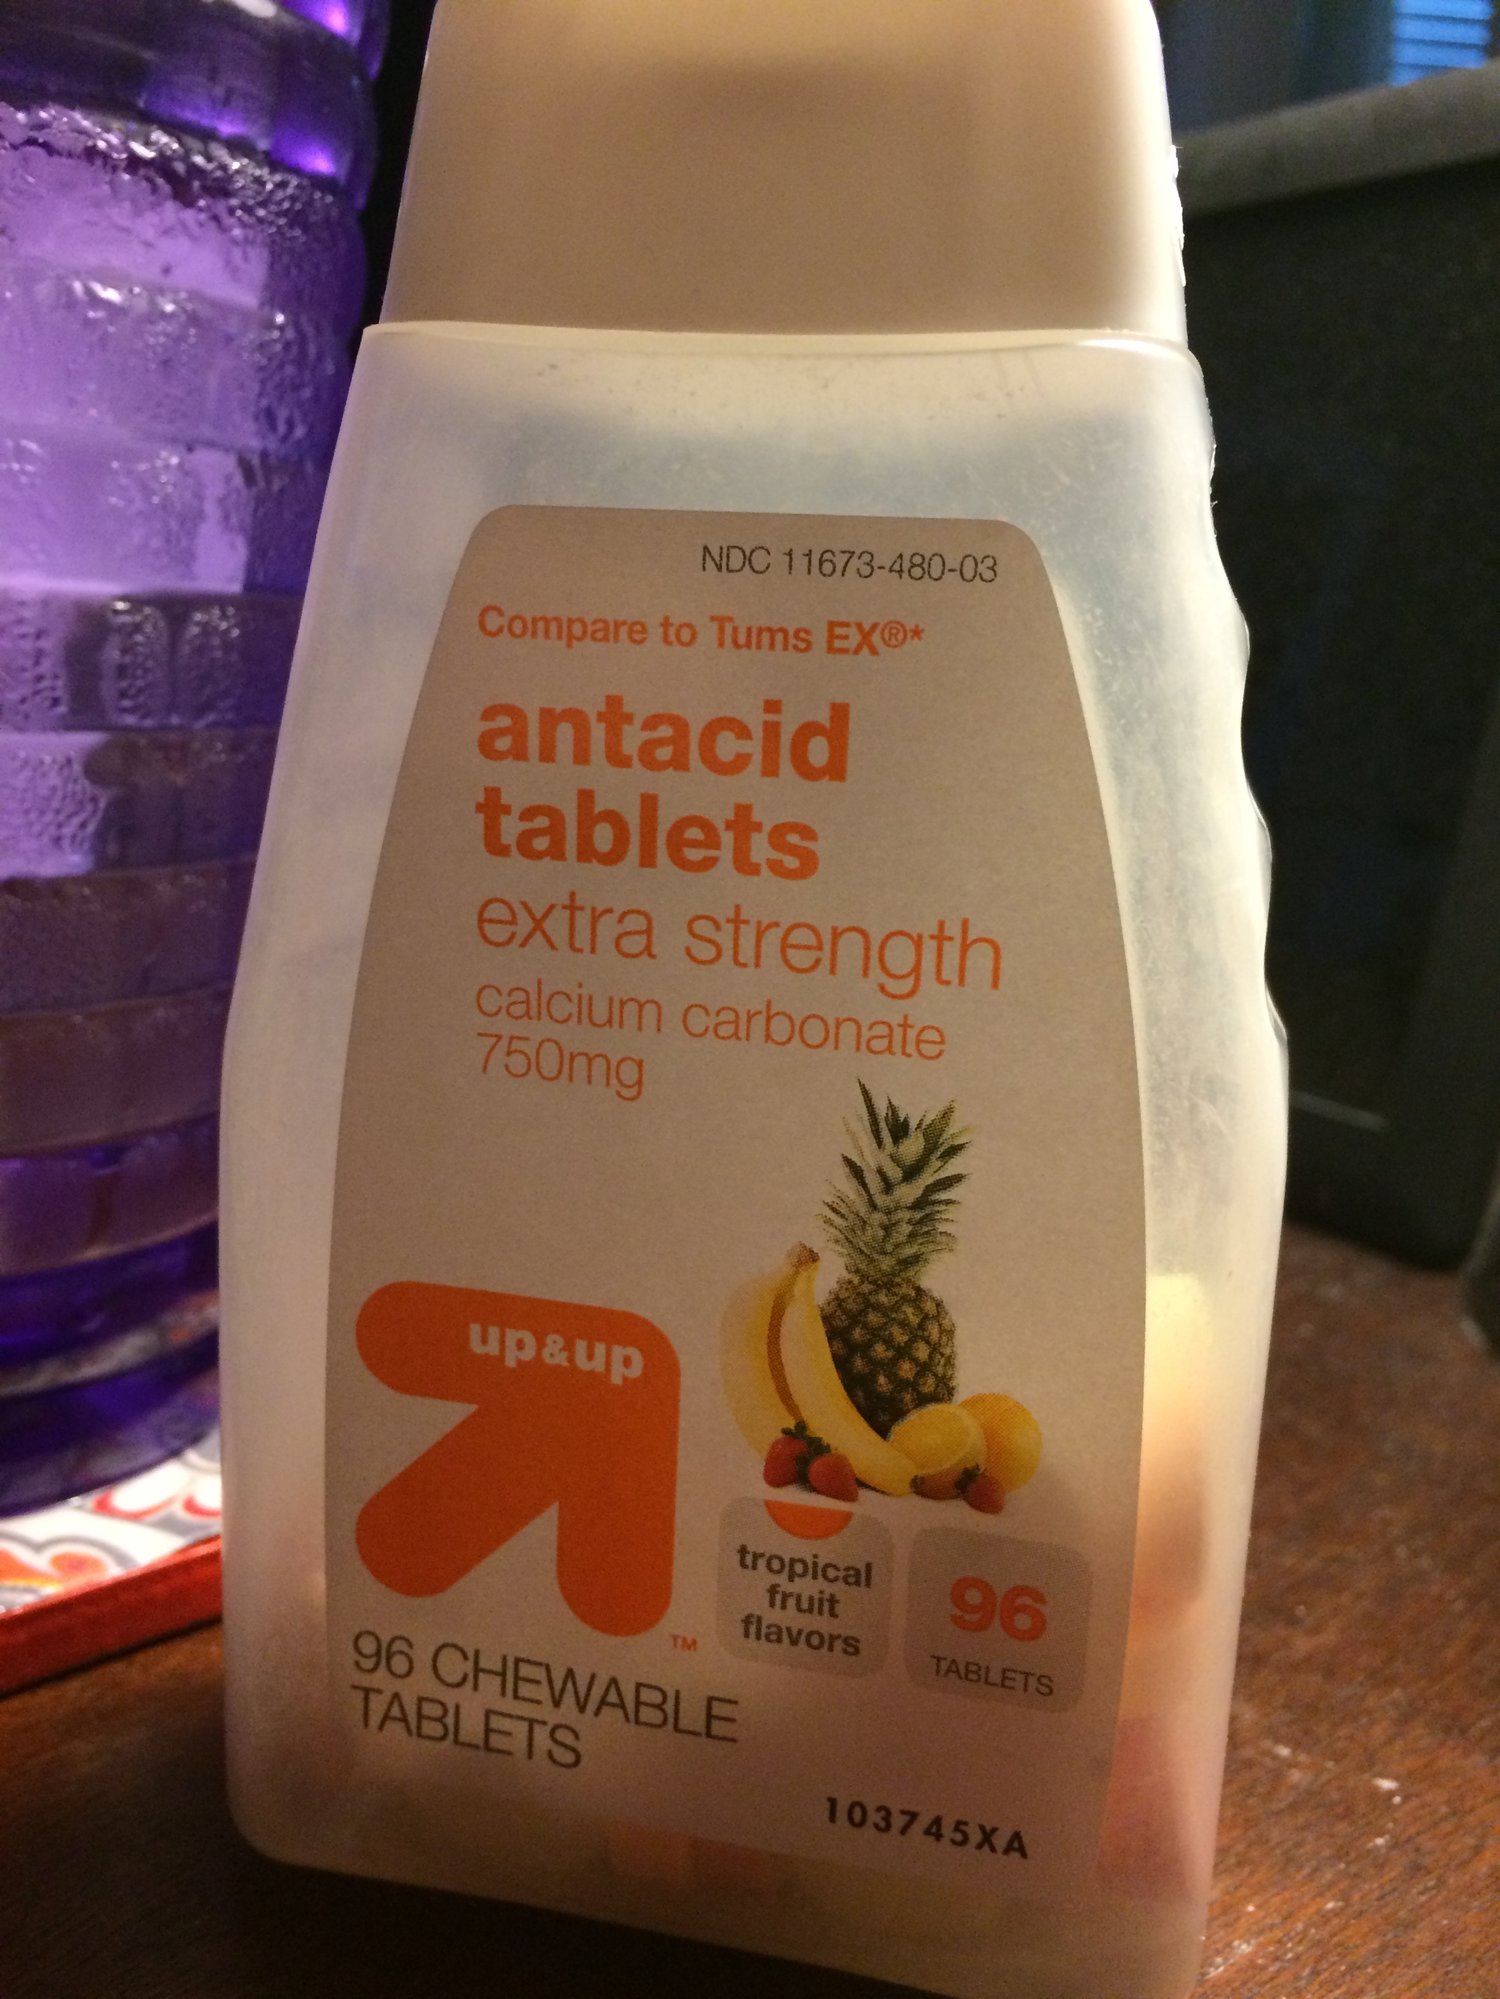 NDC 11673-480-03
Compare to Tums EX®*
antacid
tablets
extra strength
calcium carbonate
750mg
up&up
TM
tropical
fruit
flavors
96
TABLETS
96 CHEWABLE
TABLETS
103745XA